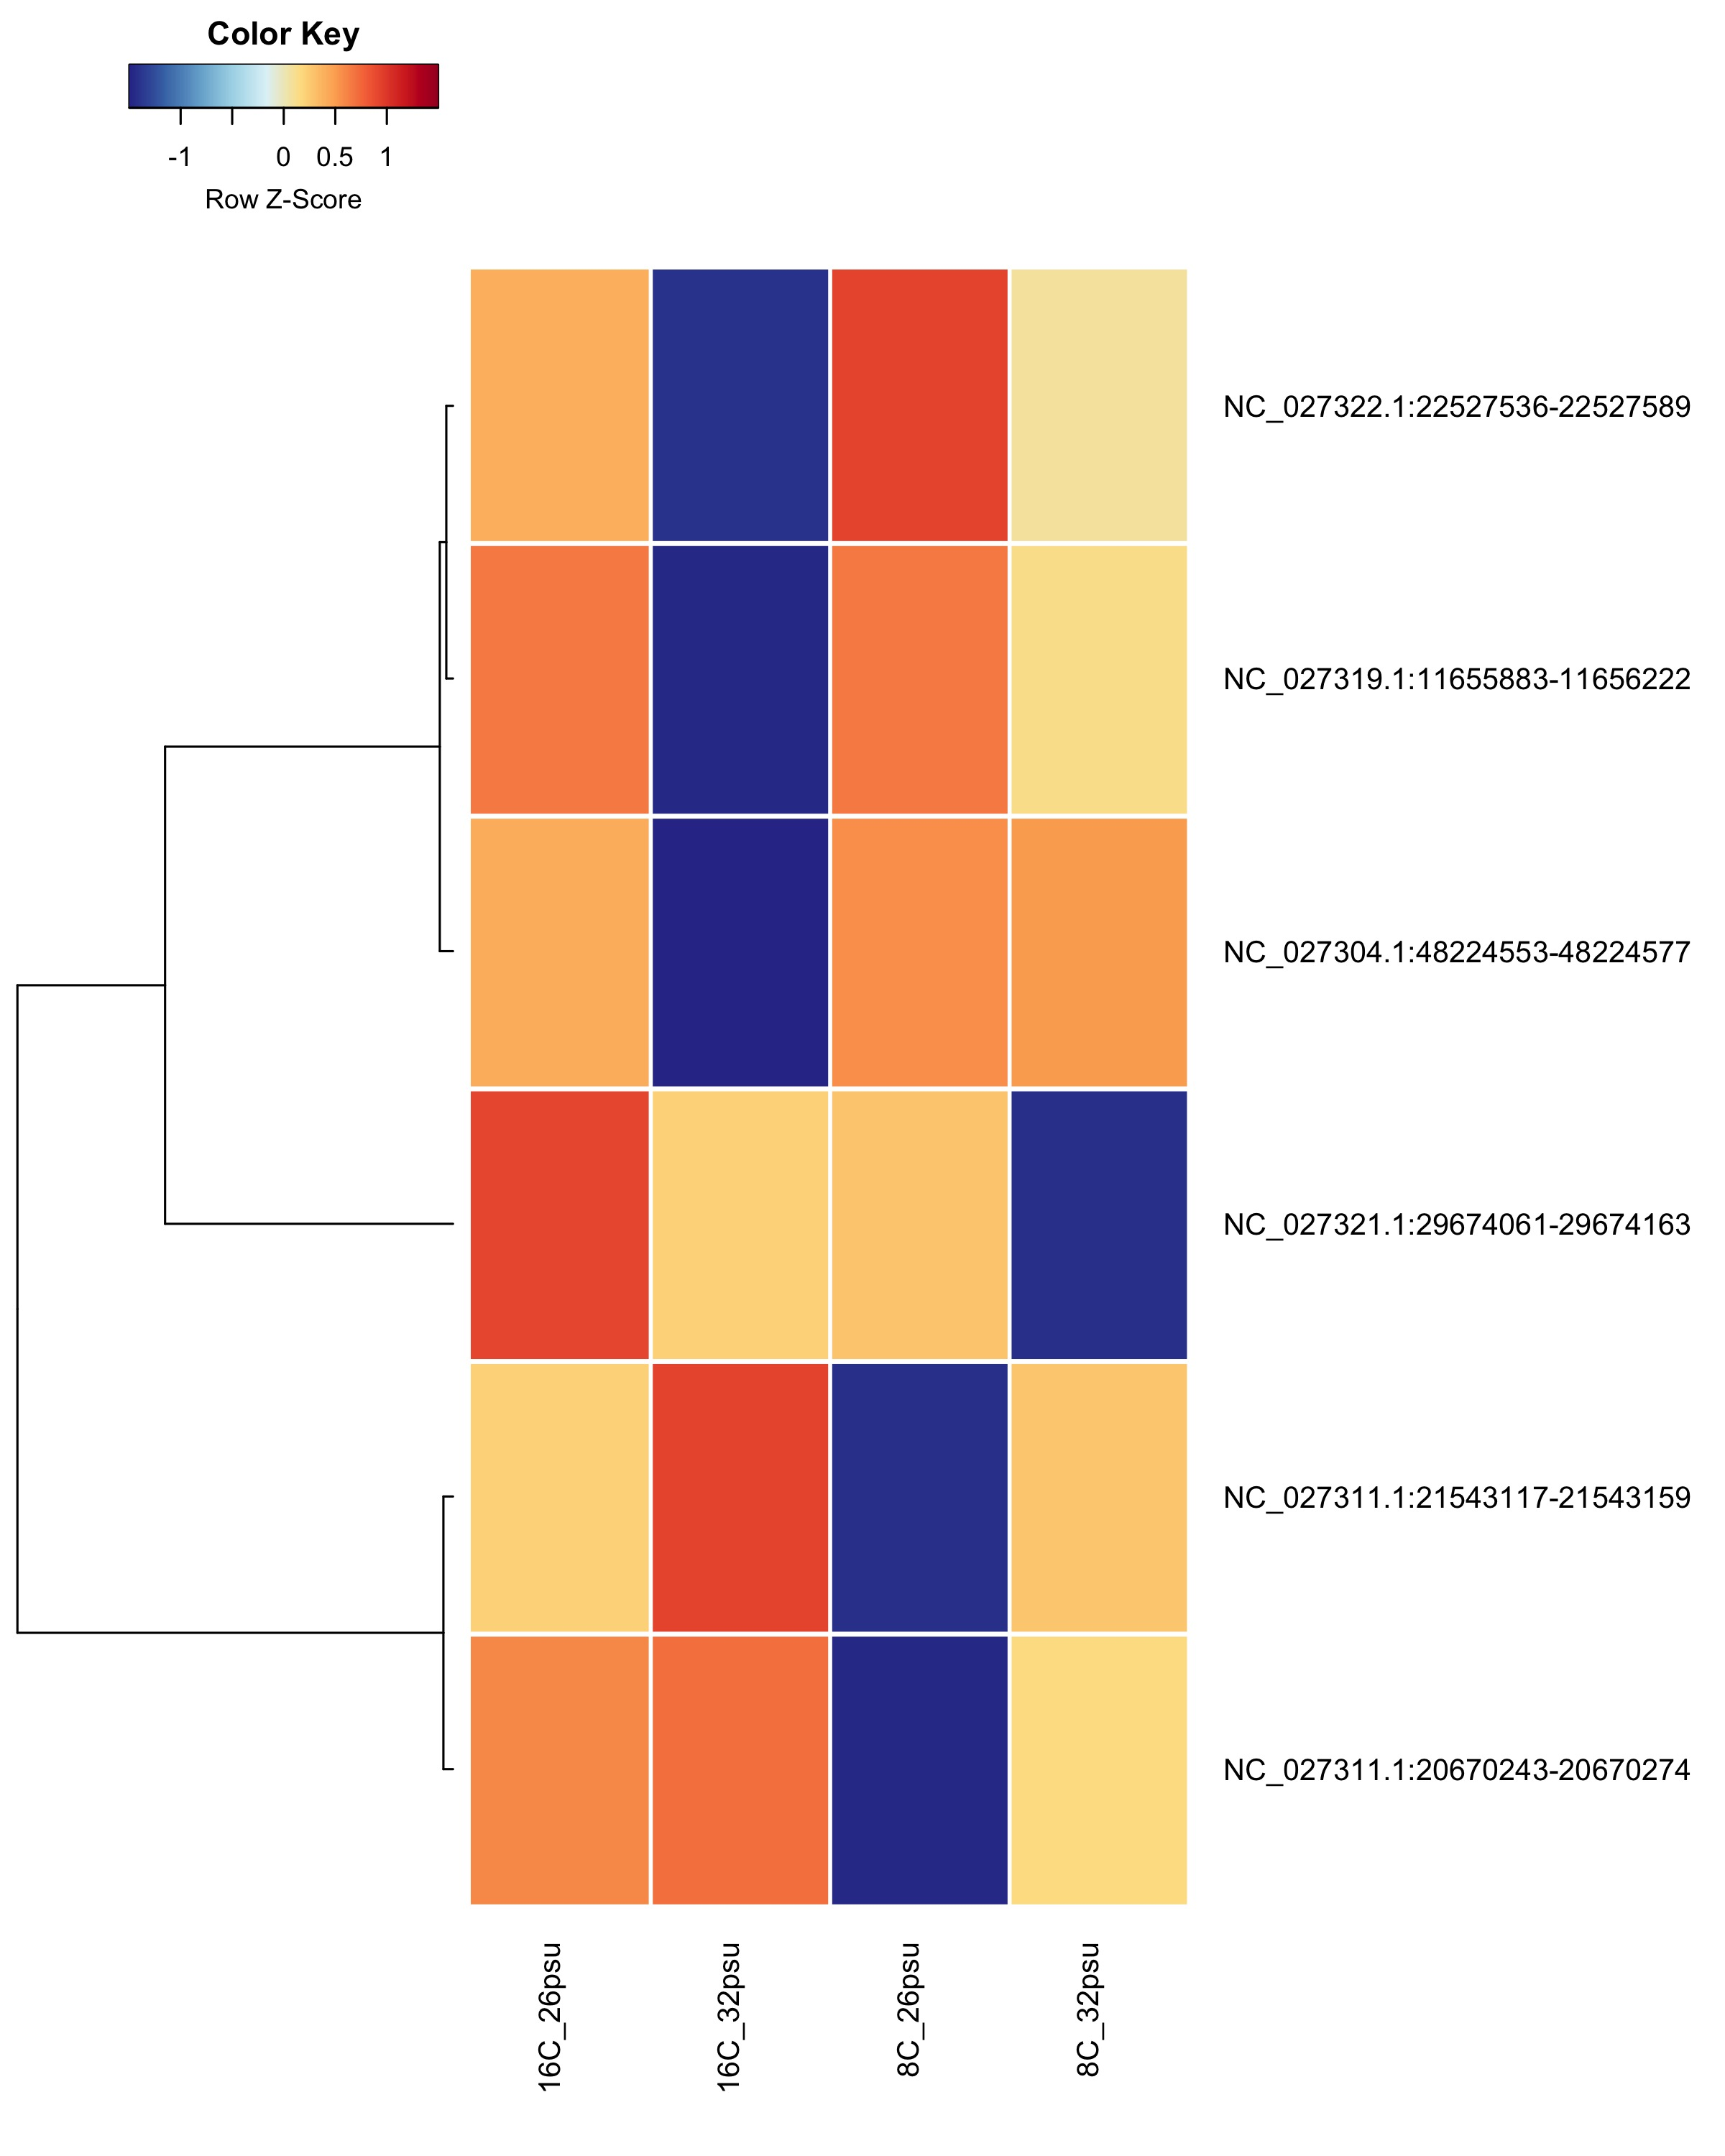 Color Key
-1 0 0.5 1
Row Z-Score
NC_027322.1:22527536-22527589
NC_027319.1:11655883-11656222
NC_027304.1:48224553-48224577
NC_027321.1:29674061-29674163
NC_027311.1:21543117-21543159
NC_027311.1:20670243-20670274
16C_26psu
16C_32psu
8C_26psu
8C_32psu